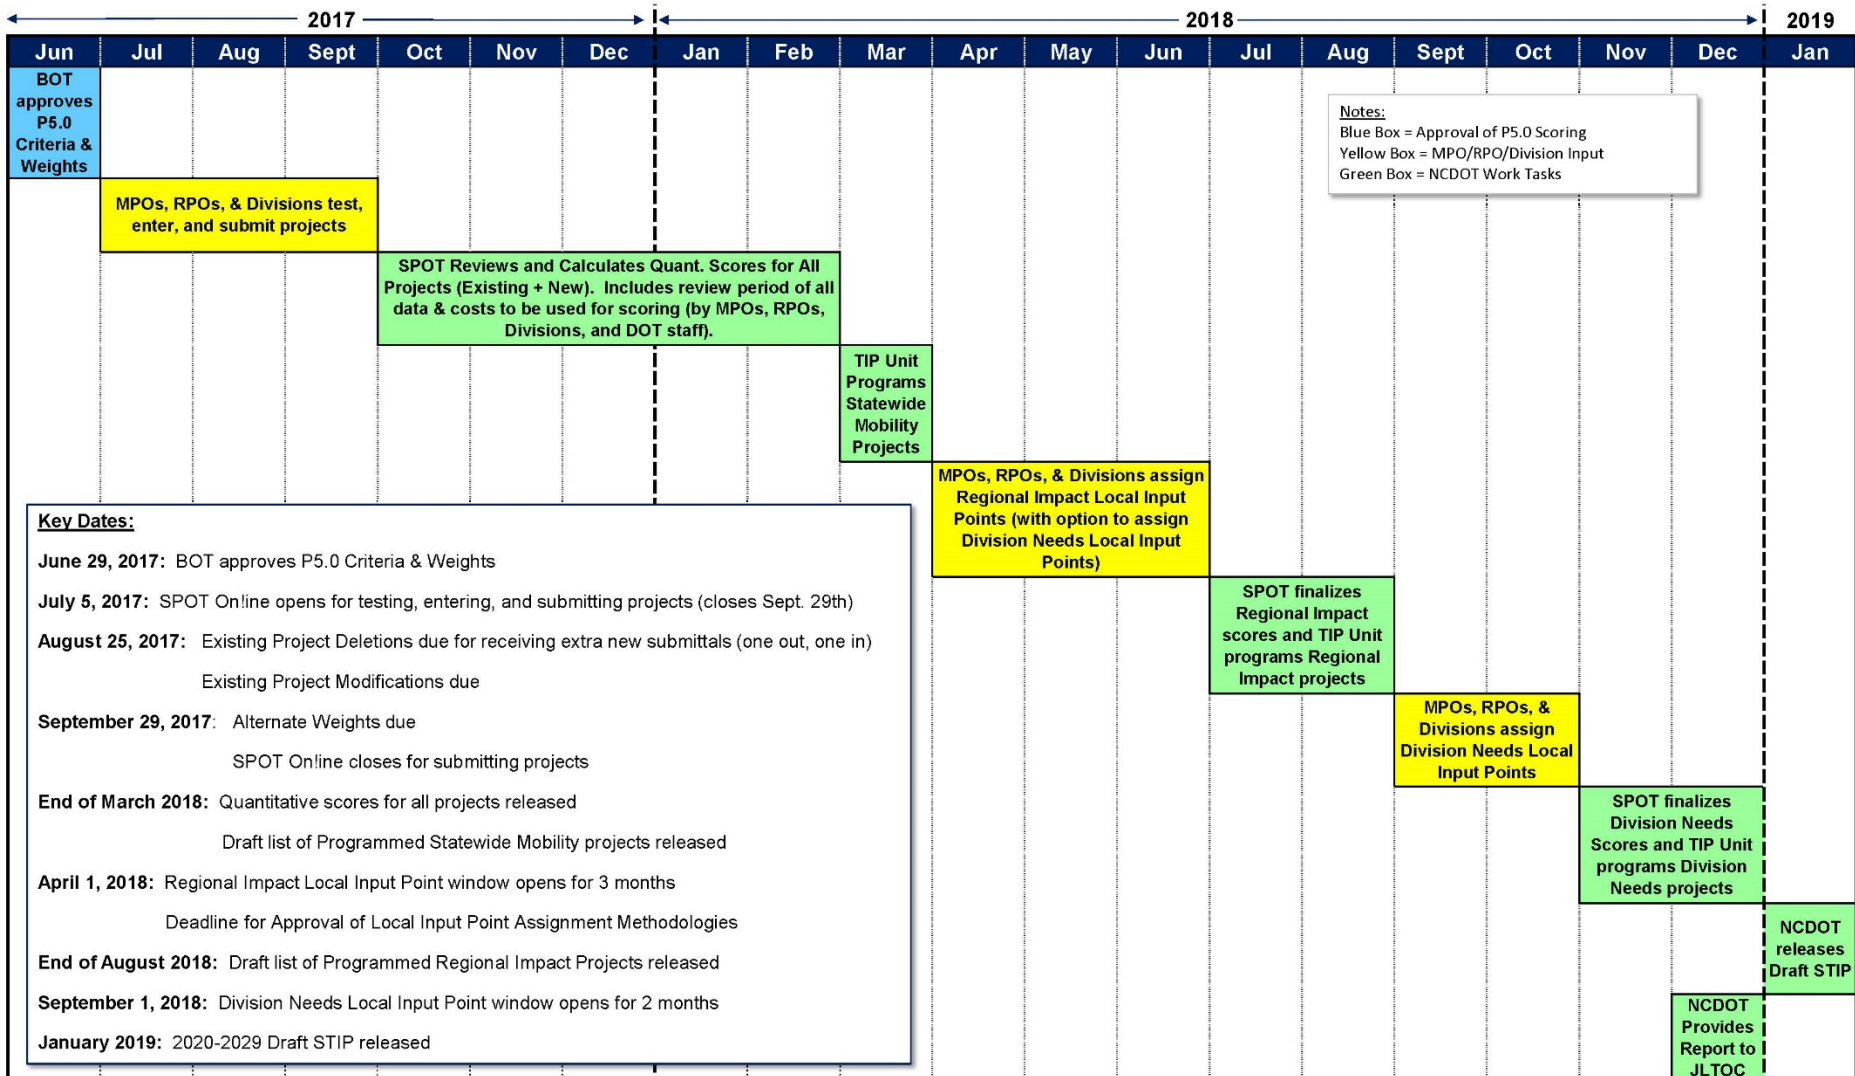 2017
2018
2019
Jun Jul Aug Sept Oct Nov Dec Jan Feb Mar Apr May Jun Jul Aug Sept Oct Nov Dec Jan
BOT
approves
P5.0
Criteria &
Weights
Notes:
Blue Box = Approval of P5.0 Scoring
Yellow Box = MPO/RPO/Division Input
Green Box = NCDOT Work Tasks
MPOs, RPOs, & Divisions test,
enter, and submit projects
SPOT Reviews and Calculates Quant. Scores for All
Projects (Existing + New). Includes review period of all
data & costs to be used for scoring (by MPOs, RPOs,
Divisions, and DOT staff).
TIP Unit
Programs
Statewide
Mobility
Projects
MPOs, RPOs, & Divisions assign
Regional Impact Local Input
Points (with option to assign
Division Needs Local Input
Points)
SPOT finalizes
Regional Impact
scores and TIP Unit
programs Regional
Impact projects
MPOs, RPOs, &
Divisions assign
Division Needs Local
Input Points
SPOT finalizes
Division Needs
Scores and TIP Unit
programs Division
Needs projects
NCDOT
releases
Draft STIP
NCDOT
Provides
Report to
JLTOC
Key Dates:
June 29, 2017: BOT approves P5.0 Criteria & Weights
July 5, 2017: SPOT On!ine opens for testing, entering, and submitting projects (closes Sept. 29th)
August 25, 2017: Existing Project Deletions due for receiving extra new submittals (one out, one in)
Existing Project Modifications due
September 29, 2017: Alternate Weights due
SPOT On!ine closes for submitting projects
End of March 2018: Quantitative scores for all projects released
Draft list of Programmed Statewide Mobility projects released
April 1, 2018: Regional Impact Local Input Point window opens for 3 months
Deadline for Approval of Local Input Point Assignment Methodologies
End of August 2018: Draft list of Programmed Regional Impact Projects released
September 1, 2018: Division Needs Local Input Point window opens for 2 months
January 2019: 2020-2029 Draft STIP released